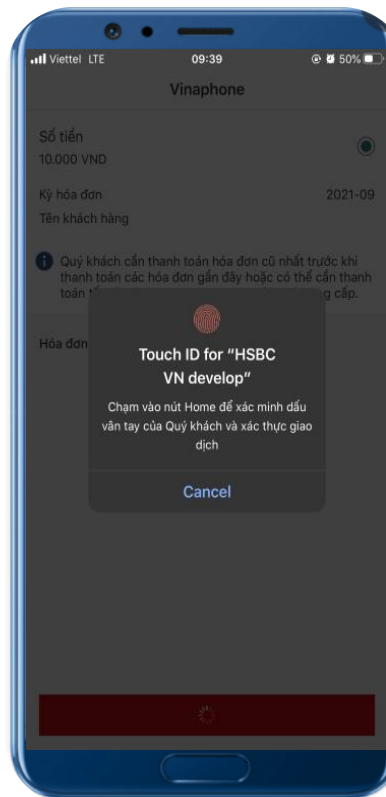 Viettel LTE 09:39 50%
Vinaphone
Số tiền
10.000 VND
Kỳ hóa đơn 2021-09
Tên khách hàng
Quý khách cần thanh toán hóa đơn cũ nhất trước khi
thanh toán các hóa đơn gần đây hoặc có thể cần thanh
toán g cấp.
Hóa đơn
Touch ID for “HSBC
VN develop”
Chạm vào nút Home để xác minh dấu
vân tay của Quý khách và xác thực giao
dịch
Cancel